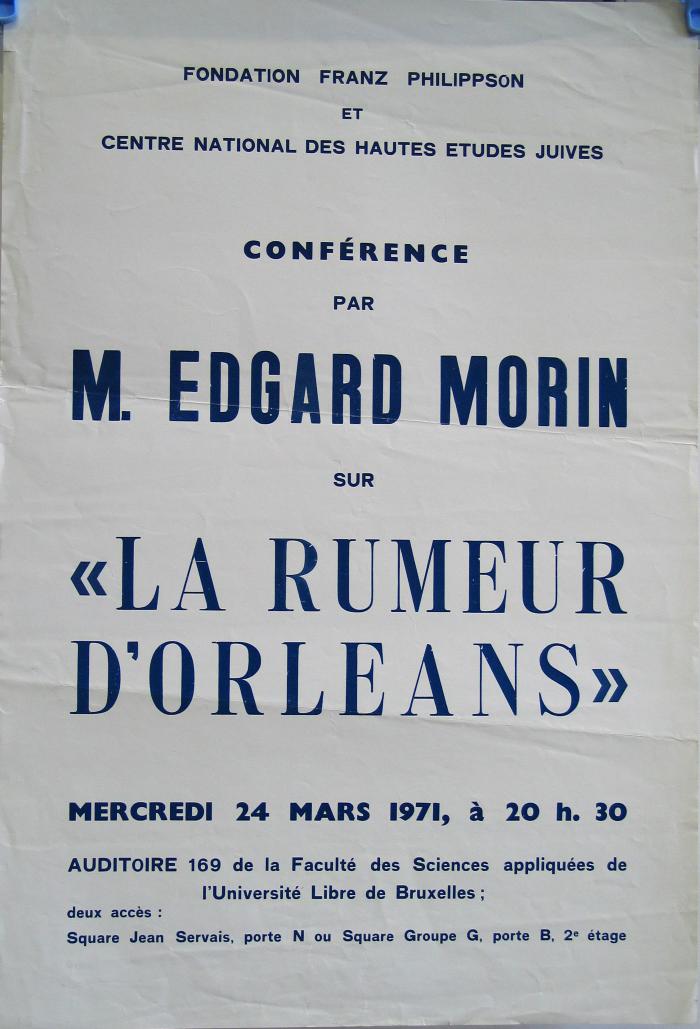 FONDATION FRANZ PHILIPPSON
ET
CENTRE NATIONAL DES HAUTES ETUDES JUIVES
CONFÉRENCE
PAR
M. EDGARD MORIN
SUR
«LA RUMEUR
D'ORLEANS»
MERCREDI 24 MARS 1971, à 20 h. 30
AUDITOIRE 169 de la Faculté des Sciences appliquées de
l'Université Libre de Bruxelles ;
deux accès :
Square Jean Servais, porte N ou Square Groupe G, porte B, 2e étage